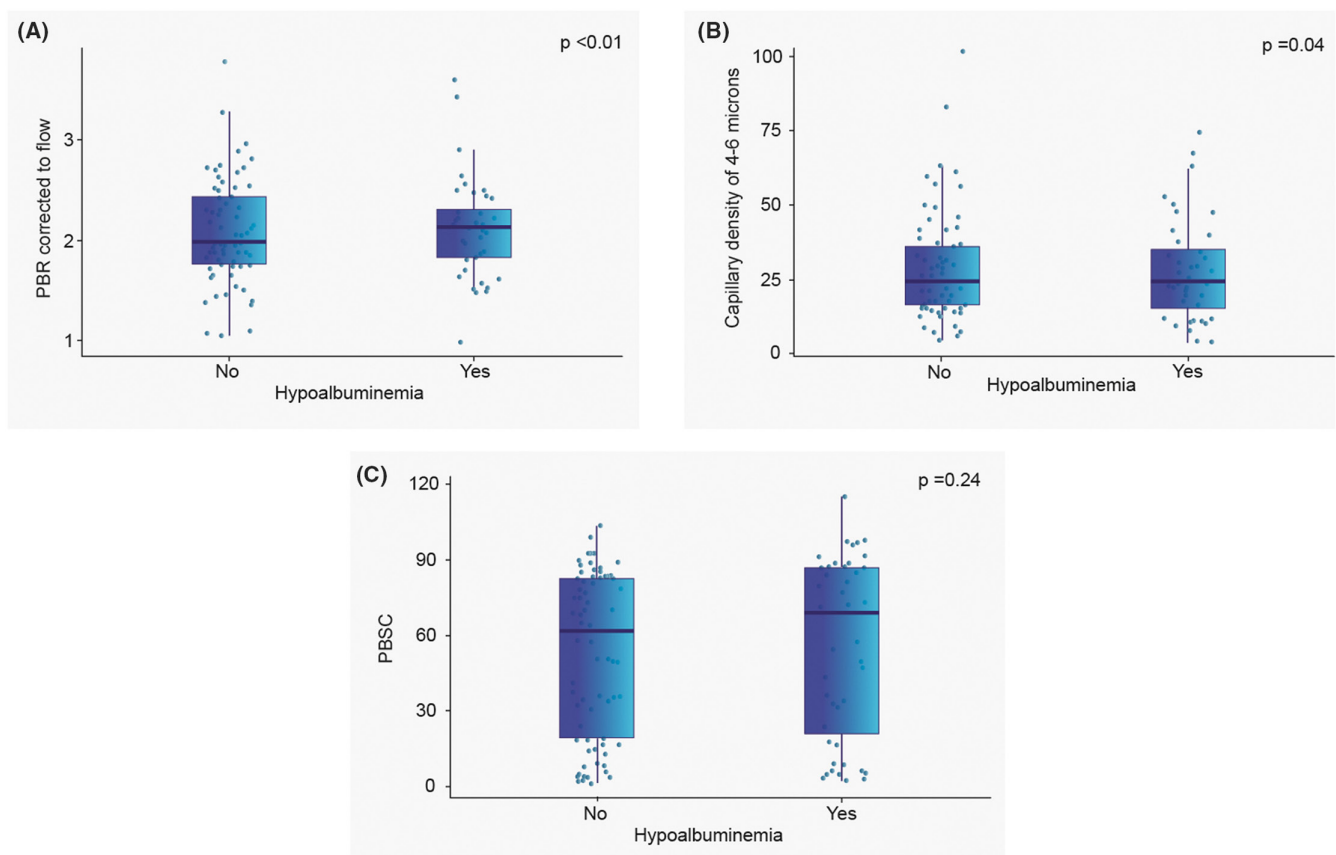 (A)
p <0.01
PBR corrected to flow
3
2
1
No
Yes
Hypoalbuminemia
(B)
p =0.04
Capillary density of 4-6 microns
100
75
50
25
0
No
Yes
Hypoalbuminemia
(C)
p =0.24
PBSC
120
90
60
30
0
No
Yes
Hypoalbuminemia